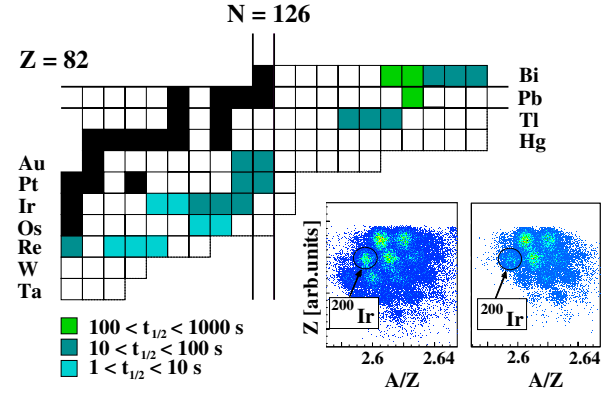 N = 126
Z = 82
Bi
Pb
Tl
Hg
Au
Pt
Ir
Os
Re
W
Ta
100 < t1/2 < 1000 s
10 < t1/2 < 100 s
1 < t1/2 < 10 s
Z [arb.units]
200Ir
200Ir
2.6 2.64
2.6 2.64
A/Z
A/Z